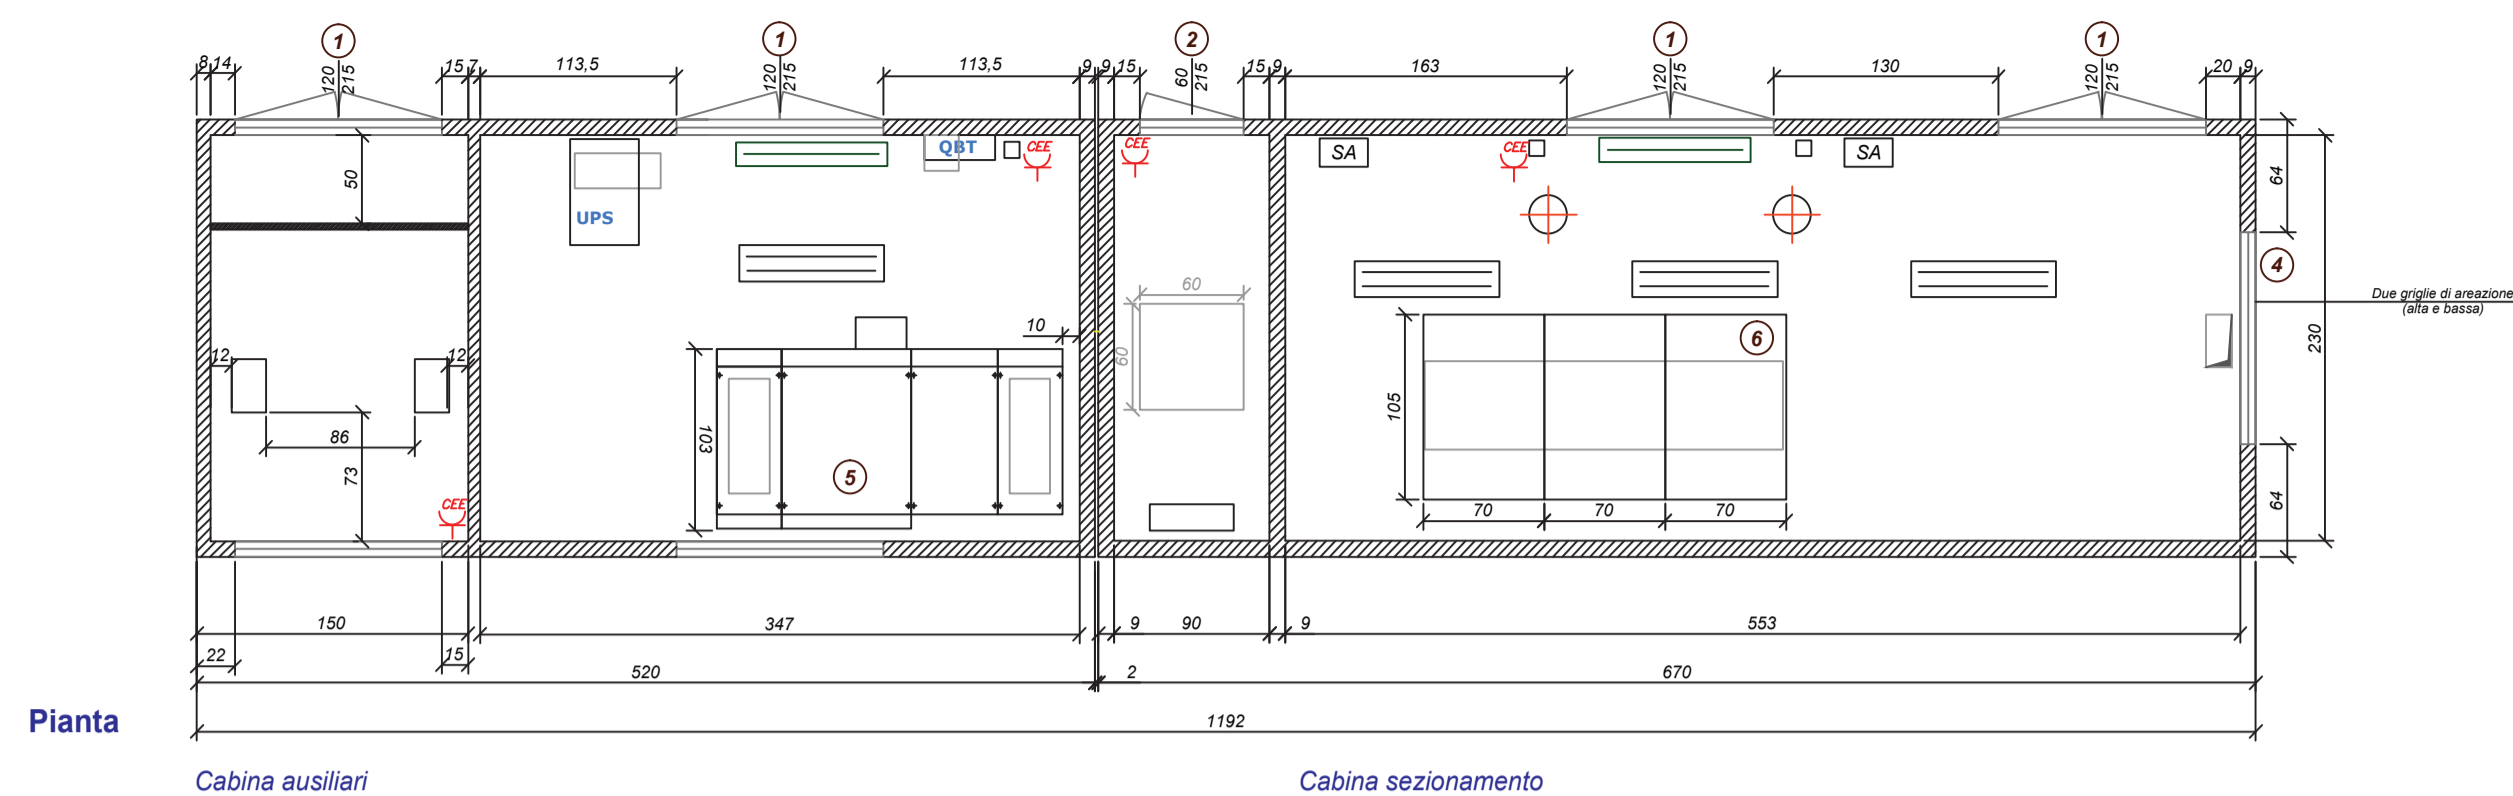 1
1
2
1
1
8 14 120 215 15 7 113,5 120 215 113,5 9 9 15 60 215 15 9 163 120 215 130 120 215 20 9
50
UPS
QBT
CEE
CEE
SA
CEE
SA
64
4
Due griglie di areazione
(alta e bassa)
230
60
60
10
6
12
12
105
103
86
73
5
CEE
70 70 70
64
150 347 9 90 9 553
22 15
520 2 670
1192
Pianta
Cabina ausiliari
Cabina sezionamento